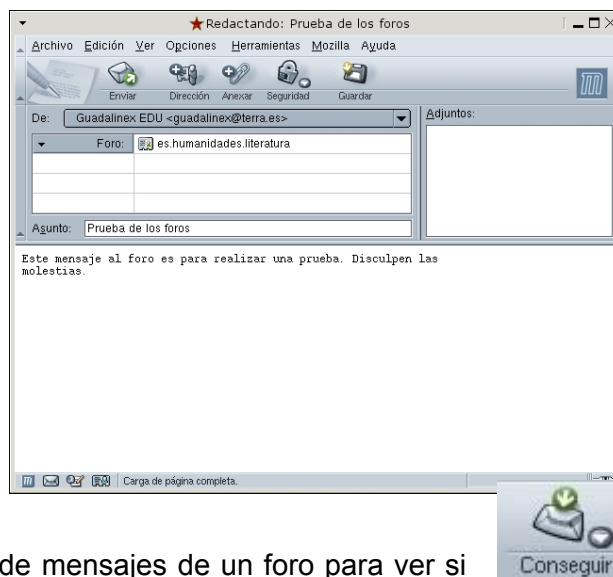 Redactando: Prueba de los foros
Archivo Edición Ver Opciones Herramientas Mozilla Ayuda
Enviar Dirección Anexar Seguridad Guardar
De: Guadalinex EDU <guadalinex@terra.es>
Adjuntos:
Foro: es.humanidades.literatura
Asunto: Prueba de los foros
Este mensaje al foro es para realizar una prueba. Disculpen las
molestias.
Carga de página completa.
Conseguir
de mensajes de un foro para ver si